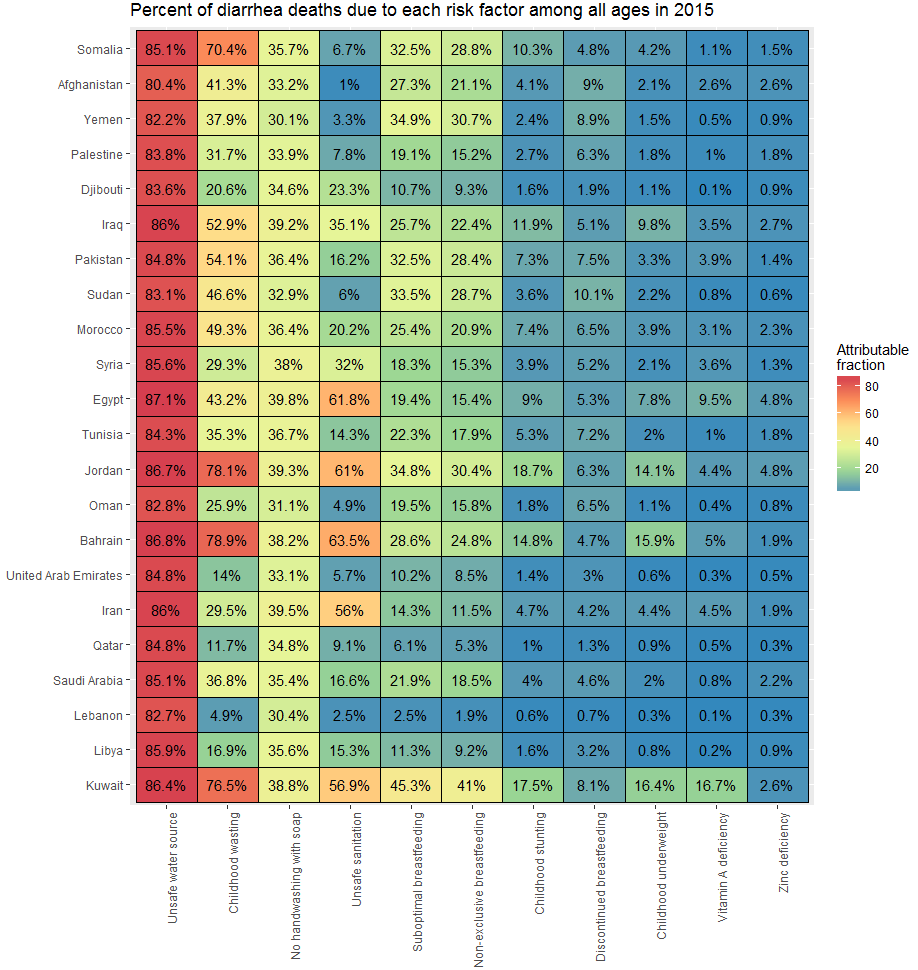 Percent of diarrhea deaths due to each risk factor among all ages in 2015
Somalia 85.1% 70.4% 35.7% 6.7% 32.5% 28.8% 10.3% 4.8% 4.2% 1.1% 1.5%
Afghanistan 80.4% 41.3% 33.2% 1% 27.3% 21.1% 4.1% 9% 2.1% 2.6% 2.6%
Yemen 82.2% 37.9% 30.1% 3.3% 34.9% 30.7% 2.4% 8.9% 1.5% 0.5% 0.9%
Palestine 83.8% 31.7% 33.9% 7.8% 19.1% 15.2% 2.7% 6.3% 1.8% 1% 1.8%
Djibouti 83.6% 20.6% 34.6% 23.3% 10.7% 9.3% 1.6% 1.9% 1.1% 0.1% 0.9%
Iraq 86% 52.9% 39.2% 35.1% 25.7% 22.4% 11.9% 5.1% 9.8% 3.5% 2.7%
Pakistan 84.8% 54.1% 36.4% 16.2% 32.5% 28.4% 7.3% 7.5% 3.3% 3.9% 1.4%
Sudan 83.1% 46.6% 32.9% 6% 33.5% 28.7% 3.6% 10.1% 2.2% 0.8% 0.6%
Morocco 85.5% 49.3% 36.4% 20.2% 25.4% 20.9% 7.4% 6.5% 3.9% 3.1% 2.3%
Syria 85.6% 29.3% 38% 32% 18.3% 15.3% 3.9% 5.2% 2.1% 3.6% 1.3%
Egypt 87.1% 43.2% 39.8% 61.8% 19.4% 15.4% 9% 5.3% 7.8% 9.5% 4.8%
Tunisia 84.3% 35.3% 36.7% 14.3% 22.3% 17.9% 5.3% 7.2% 2% 1% 1.8%
Jordan 86.7% 78.1% 39.3% 61% 34.8% 30.4% 18.7% 6.3% 14.1% 4.4% 4.8%
Oman 82.8% 25.9% 31.1% 4.9% 19.5% 15.8% 1.8% 6.5% 1.1% 0.4% 0.8%
Bahrain 86.8% 78.9% 38.2% 63.5% 28.6% 24.8% 14.8% 4.7% 15.9% 5% 1.9%
United Arab Emirates 84.8% 14% 33.1% 5.7% 10.2% 8.5% 1.4% 3% 0.6% 0.3% 0.5%
Iran 86% 29.5% 39.5% 56% 14.3% 11.5% 4.7% 4.2% 4.4% 4.5% 1.9%
Qatar 84.8% 11.7% 34.8% 9.1% 6.1% 5.3% 1% 1.3% 0.9% 0.5% 0.3%
Saudi Arabia 85.1% 36.8% 35.4% 16.6% 21.9% 18.5% 4% 4.6% 2% 0.8% 2.2%
Lebanon 82.7% 4.9% 30.4% 2.5% 2.5% 1.9% 0.6% 0.7% 0.3% 0.1% 0.3%
Libya 85.9% 16.9% 35.6% 15.3% 11.3% 9.2% 1.6% 3.2% 0.8% 0.2% 0.9%
Kuwait 86.4% 76.5% 38.8% 56.9% 45.3% 41% 17.5% 8.1% 16.4% 16.7% 2.6%
Unsafe water source
Childhood wasting
No handwashing with soap
Unsafe sanitation
Suboptimal breastfeeding
Non-exclusive breastfeeding
Childhood stunting
Discontinued breastfeeding
Childhood underweight
Vitamin A deficiency
Zinc deficiency
Attributable
fraction
80
60
40
20